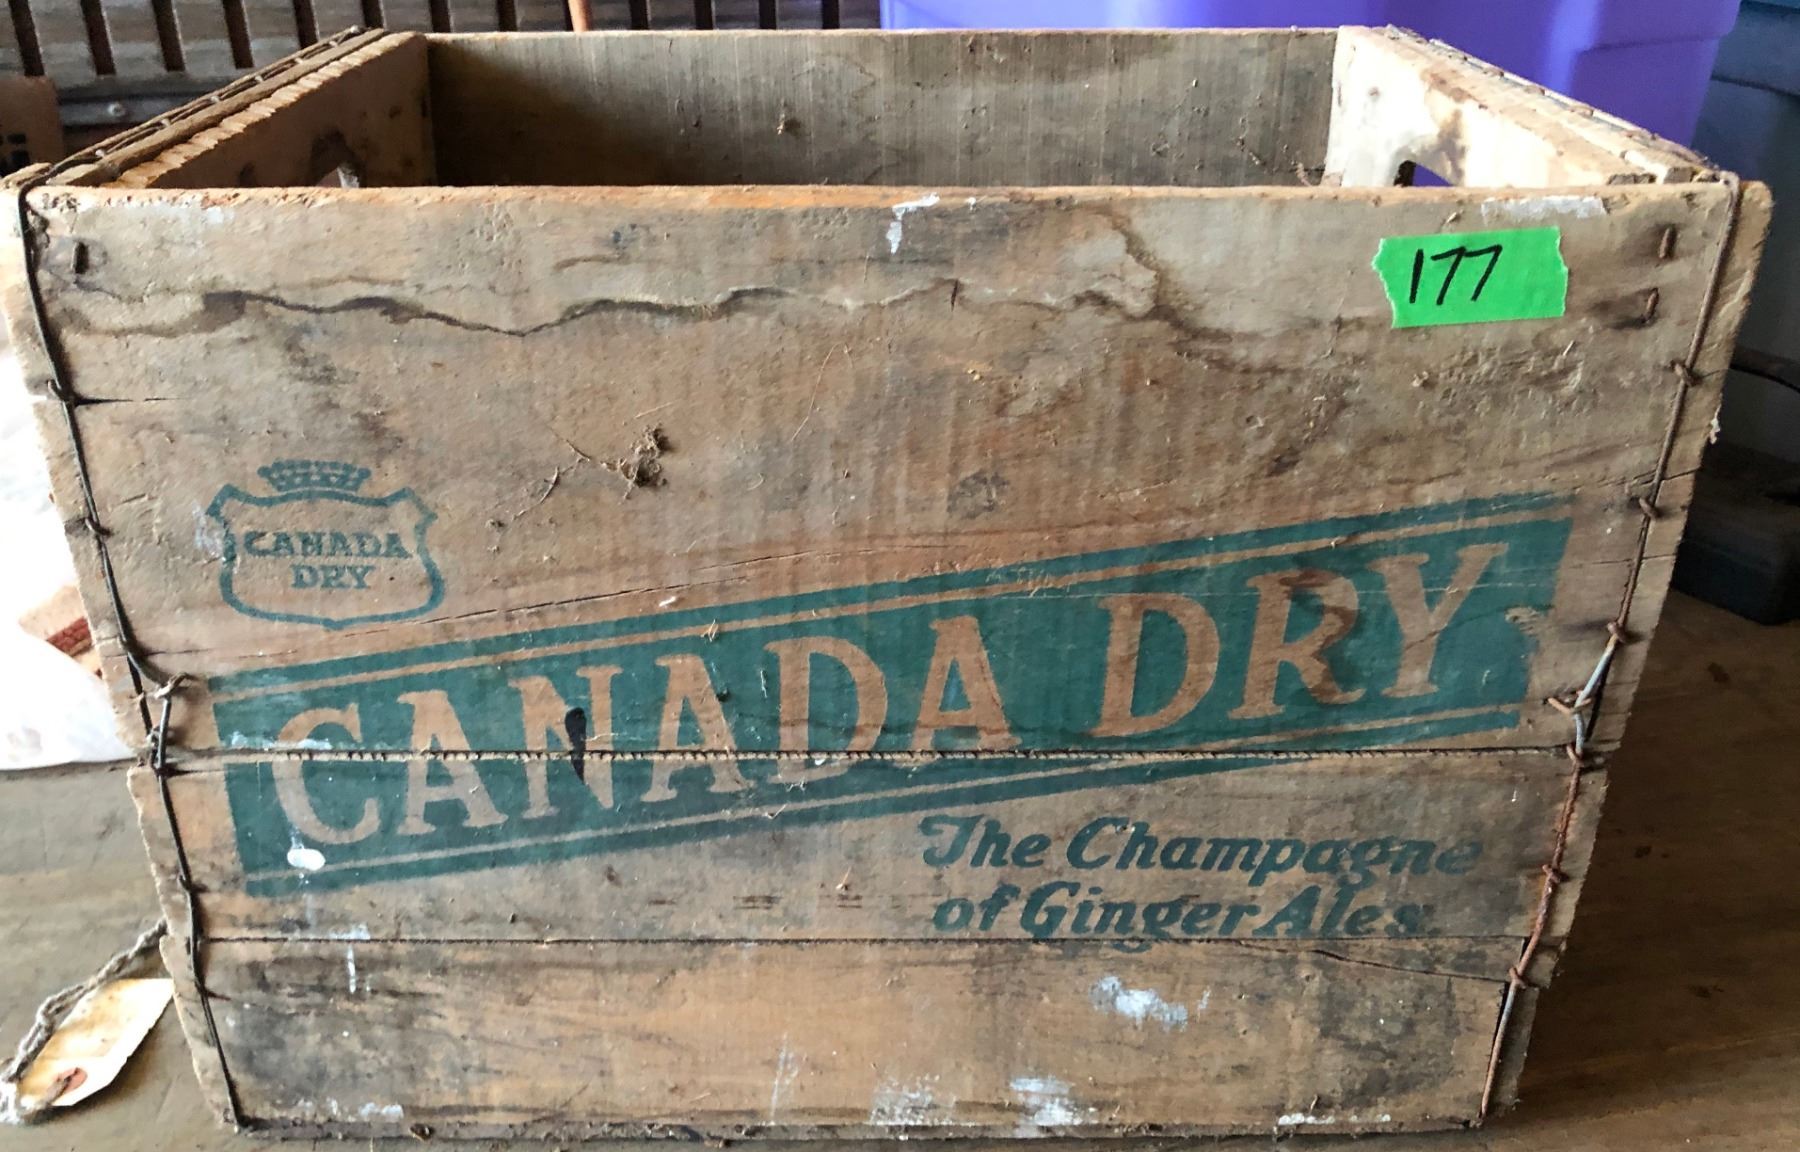 177
CANADA
DRY
CANADA DRY
The Champagne
of Ginger Ales.